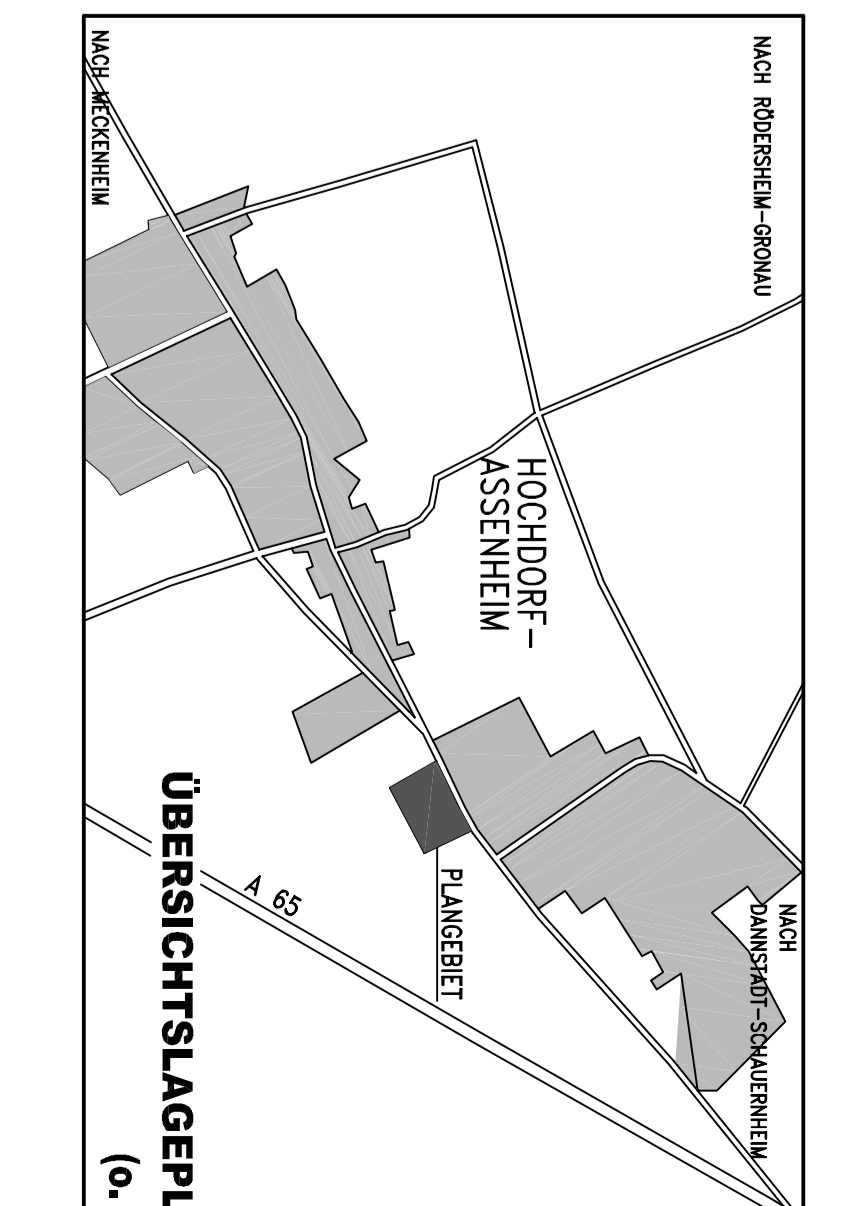 NACH RÖDERSHEIM-GRONAU
NACH MECKENHEIM
HOCHDORF-
ASSENHEIM
NACH
DANNSTADT-SCHAUERNHEIM
PLANGEBIET
A 65
ÜBERSICHTSLAGEPL
(o.